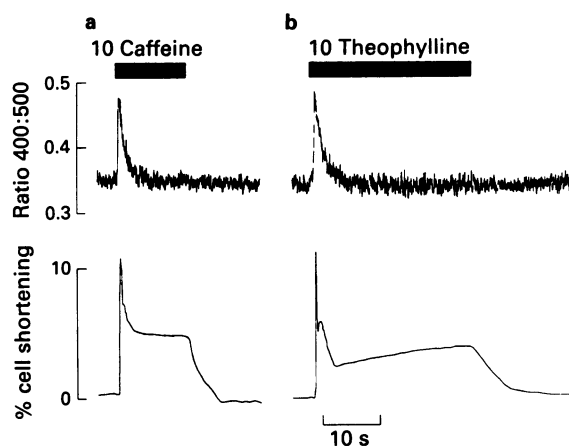 a
b
10 Caffeine
10 Theophylline
Ratio 400:500
0.5
0.4
0.3
% cell shortening
10
0
10 s